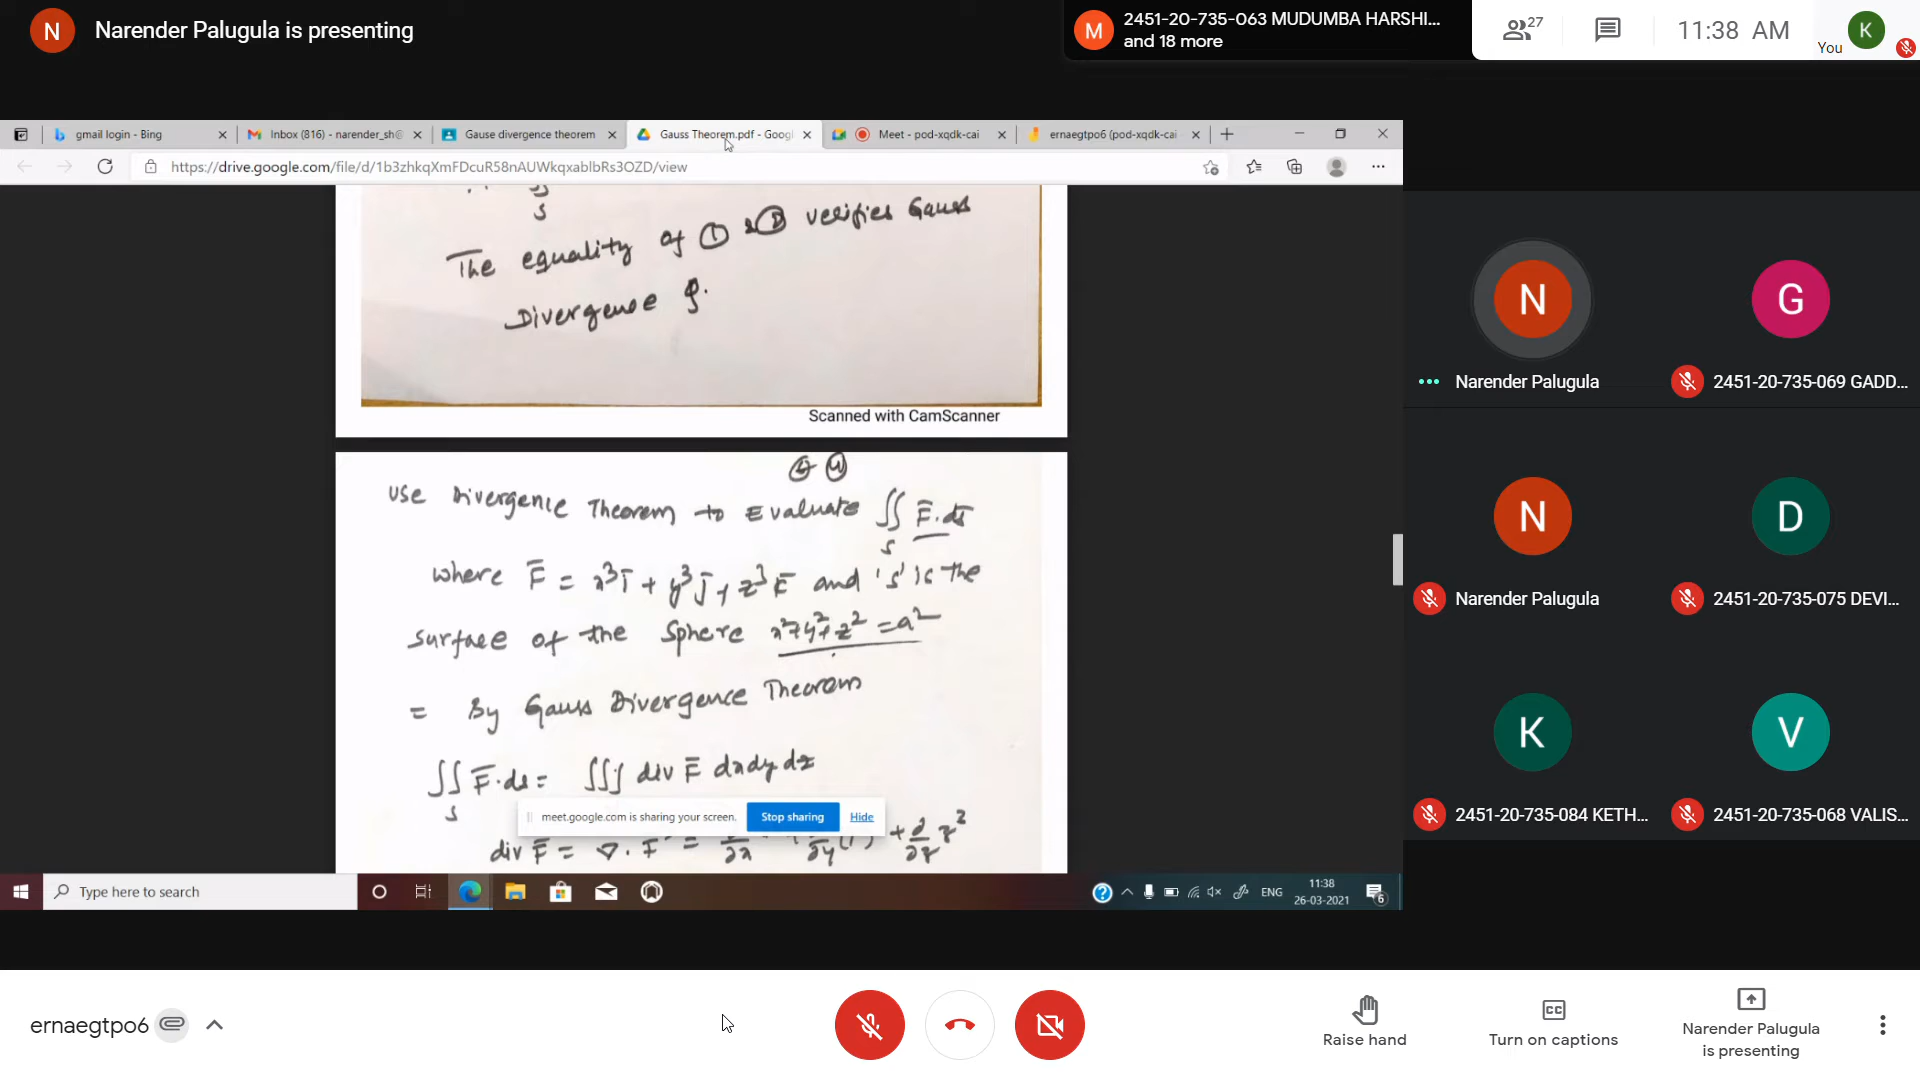 N Narender Palugula is presenting
M 2451-20-735-063 MUDUMBA HARSHI...
and 18 more
27
11:38 AM
You K
gmail login - Bing
Inbox (816) - narender_sh@
Gause divergence theorem
Gauss Theorem.pdf - Goog
Meet - pod-xqdk-cai
ernaegtpo6 (pod-xqdk-cai
https://drive.google.com/file/d/1b3zhkqXmFDcuR58nAUWkqxablbRs3OZD/view
S
The equality of ① & ② verifies Gauss
Divergence
Scanned with CamScanner
Use Divergence Theorem to Evaluate ∬ F̅.ds̅
S
where F̅ = x³i̅ + y³j̅ + z³k̅ and 's' is the
surface of the Sphere x²+y²+z² = a²
= By Gauss Divergence Theorem
∬ F̅.ds = ∭ div F̅ dxdydz
S
meet.google.com is sharing your screen. Stop sharing Hide
div F̅ = ∇. F̅ =
Type here to search
ENG
11:38
26-03-2021
6
N
Narender Palugula
G
2451-20-735-069 GADD...
N
Narender Palugula
D
2451-20-735-075 DEVI...
K
2451-20-735-084 KETH...
V
2451-20-735-068 VALIS...
ernaegtpo6
Raise hand
Turn on captions
Narender Palugula
is presenting